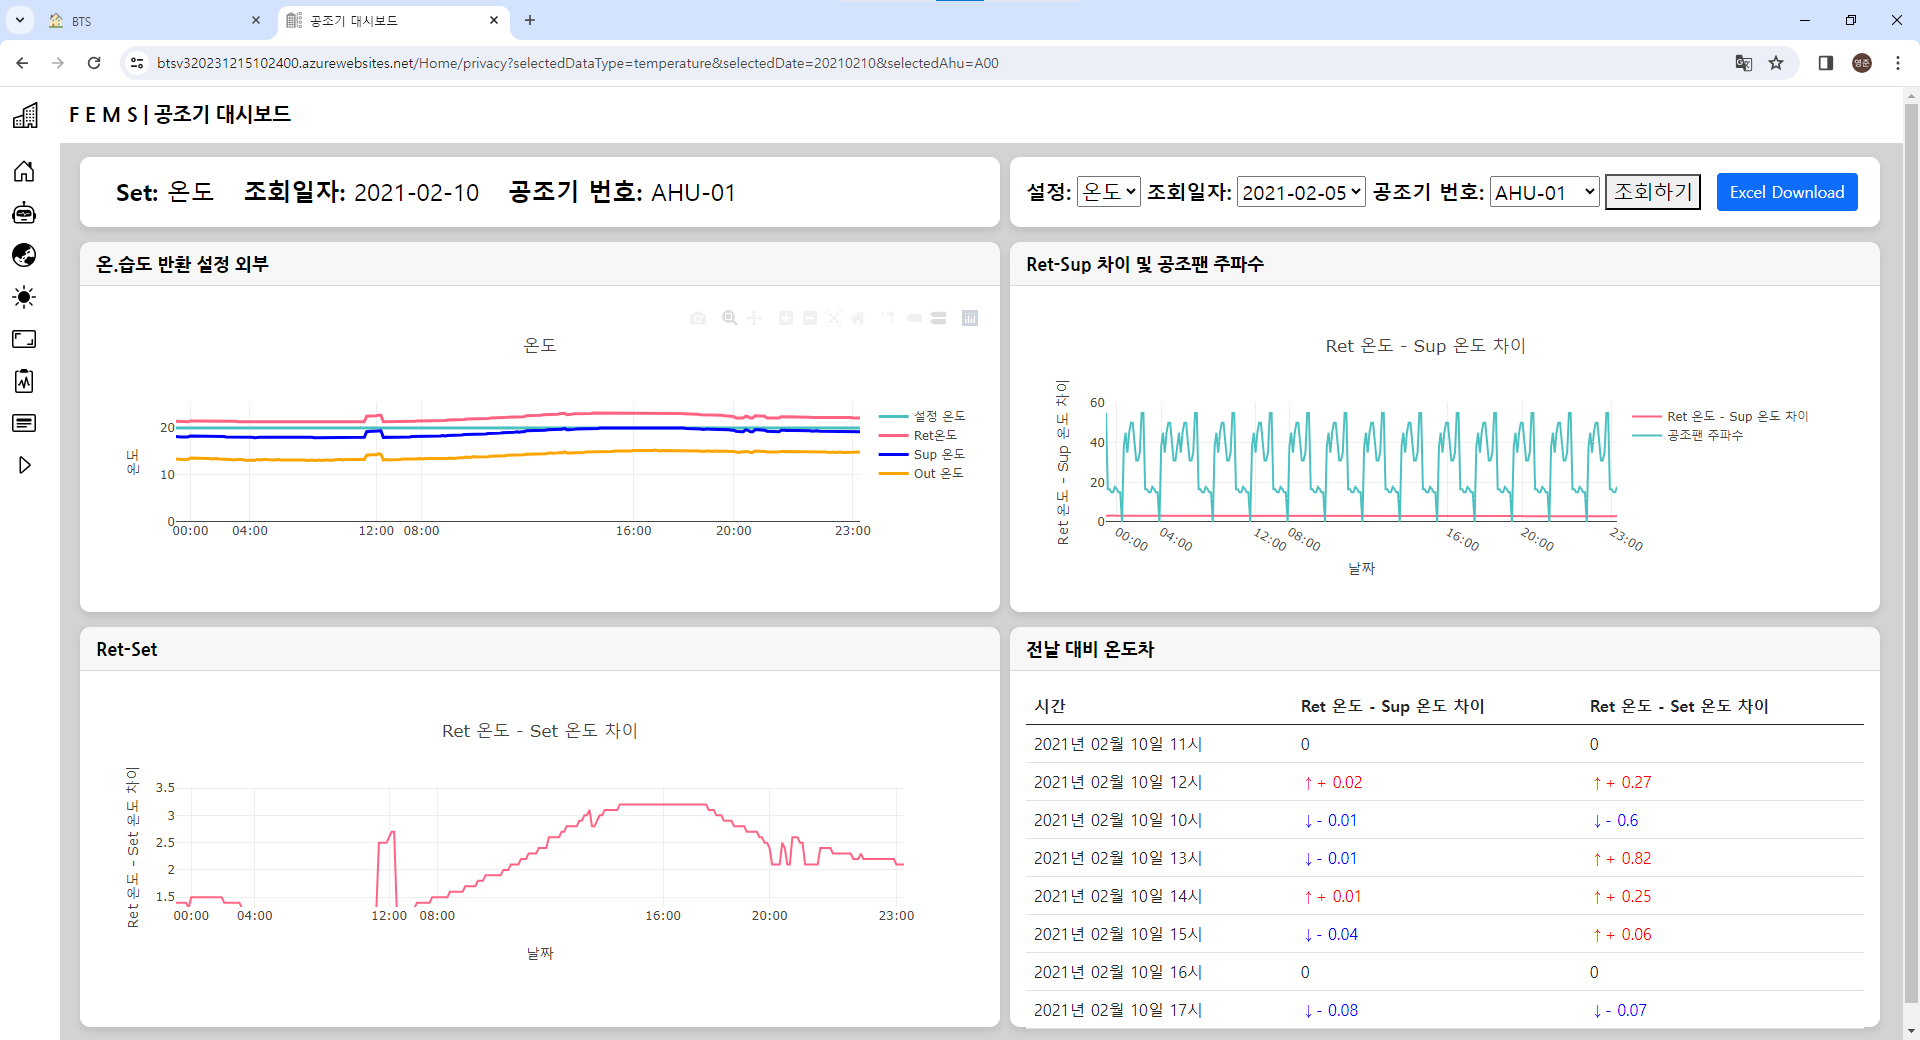 BTS
공조기 대시보드
btsv320231215102400.azurewebsites.net/Home/privacy?selectedDataType=temperature&selectedDate=20210210&selectedAhu=A00
영준
F E M S | 공조기 대시보드
Set: 온도 조회일자: 2021-02-10 공조기 번호: AHU-01
설정: 온도 조회일자: 2021-02-05 공조기 번호: AHU-01 조회하기 Excel Download
온.습도 반환 설정 외부
온도
설정 온도
Ret온도
Sup 온도
Out 온도
온도
20
10
0
00:00 04:00 12:00 08:00 16:00 20:00 23:00
Ret-Sup 차이 및 공조팬 주파수
Ret 온도 - Sup 온도 차이
Ret 온도 - Sup 온도 차이
공조팬 주파수
Ret 온도 - Sup 온도 차이
60
40
20
0
00:00 04:00 12:00 08:00 16:00 20:00 23:00
날짜
Ret-Set
Ret 온도 - Set 온도 차이
Ret 온도 - Set 온도 차이
3.5
3
2.5
2
1.5
00:00 04:00 12:00 08:00 16:00 20:00 23:00
날짜
전날 대비 온도차
시간 Ret 온도 - Sup 온도 차이 Ret 온도 - Set 온도 차이
2021년 02월 10일 11시 0 0
2021년 02월 10일 12시 ↑+ 0.02 ↑+ 0.27
2021년 02월 10일 10시 ↓- 0.01 ↓- 0.6
2021년 02월 10일 13시 ↓- 0.01 ↑+ 0.82
2021년 02월 10일 14시 ↑+ 0.01 ↑+ 0.25
2021년 02월 10일 15시 ↓- 0.04 ↑+ 0.06
2021년 02월 10일 16시 0 0
2021년 02월 10일 17시 ↓- 0.08 ↓- 0.07